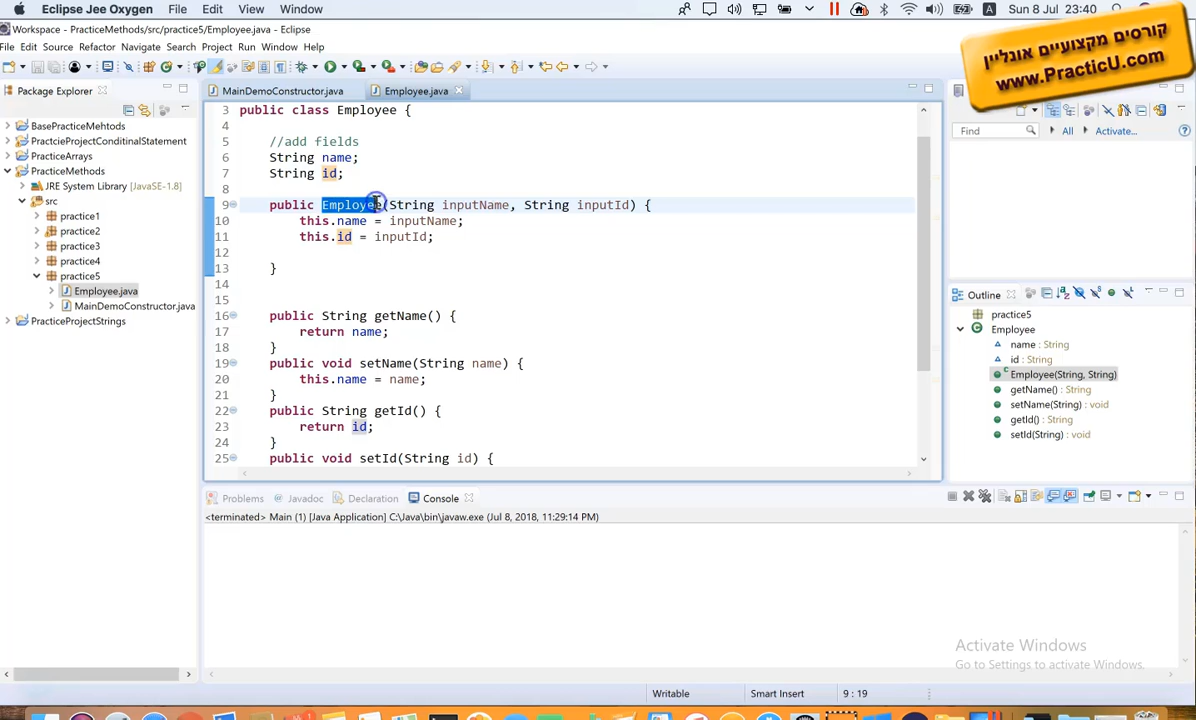 Eclipse Jee Oxygen File Edit View Window Sun 8 Jul 23:40
Workspace - PracticeMethods/src/practice5/Employee.java - Eclipse
File Edit Source Refactor Navigate Search Project Run Window Help
קורסים מקצועיים אונליין
www.PracticU.com
Package Explorer
MainDemoConstructor.java
Employee.java
Find
All
Activate...
BasePracticeMehtods
PractcieProjectConditinalStatement
PracticeArrays
PracticeMethods
JRE System Library [JavaSE-1.8]
src
practice1
practice2
practice3
practice4
practice5
Employee.java
MainDemoConstructor.java
PracticeProjectStrings
3 public class Employee {
4
5 //add fields
6 String name;
7 String id;
8
9 public Employee(String inputName, String inputId) {
10 this.name = inputName;
11 this.id = inputId;
12
13 }
14
15
16 public String getName() {
17 return name;
18 }
19 public void setName(String name) {
20 this.name = name;
21 }
22 public String getId() {
23 return id;
24 }
25 public void setId(String id) {
Outline
practice5
Employee
name : String
id : String
Employee(String, String)
getName() : String
setName(String) : void
getId() : String
setId(String) : void
Problems Javadoc Declaration Console
<terminated> Main (1) [Java Application] C:\Java\bin\javaw.exe (Jul 8, 2018, 11:29:14 PM)
Activate Windows
Go to Settings to activate Windows.
Writable Smart Insert 9 : 19